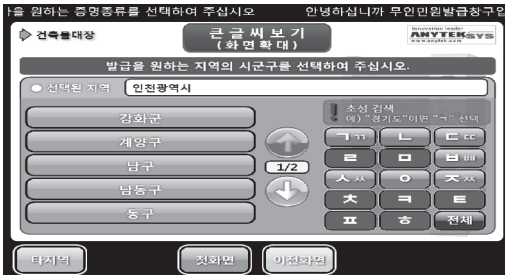 을 원하는 증명종류를 선택하여 주십시오 안녕하십니까 무인민원발급창구입
건축물대장
큰글씨보기
(화면확대)
Innovation leader
ANYTEKSYS
www.anytek.com
발급을 원하는 지역의 시군구를 선택하여 주십시오.
선택된 지역 인천광역시
초성 검색
예) "경기도"이면 "ㄱ" 선택
강화군
계양구
남구
남동구
동구
1/2
ㄱ ㄲ ㄴ ㄷ ㄸ
ㄹ ㅁ ㅂ ㅃ
ㅅ ㅆ ㅇ ㅈ ㅉ
ㅊ ㅋ ㅌ
ㅍ ㅎ 전체
타지역 첫화면 이전화면